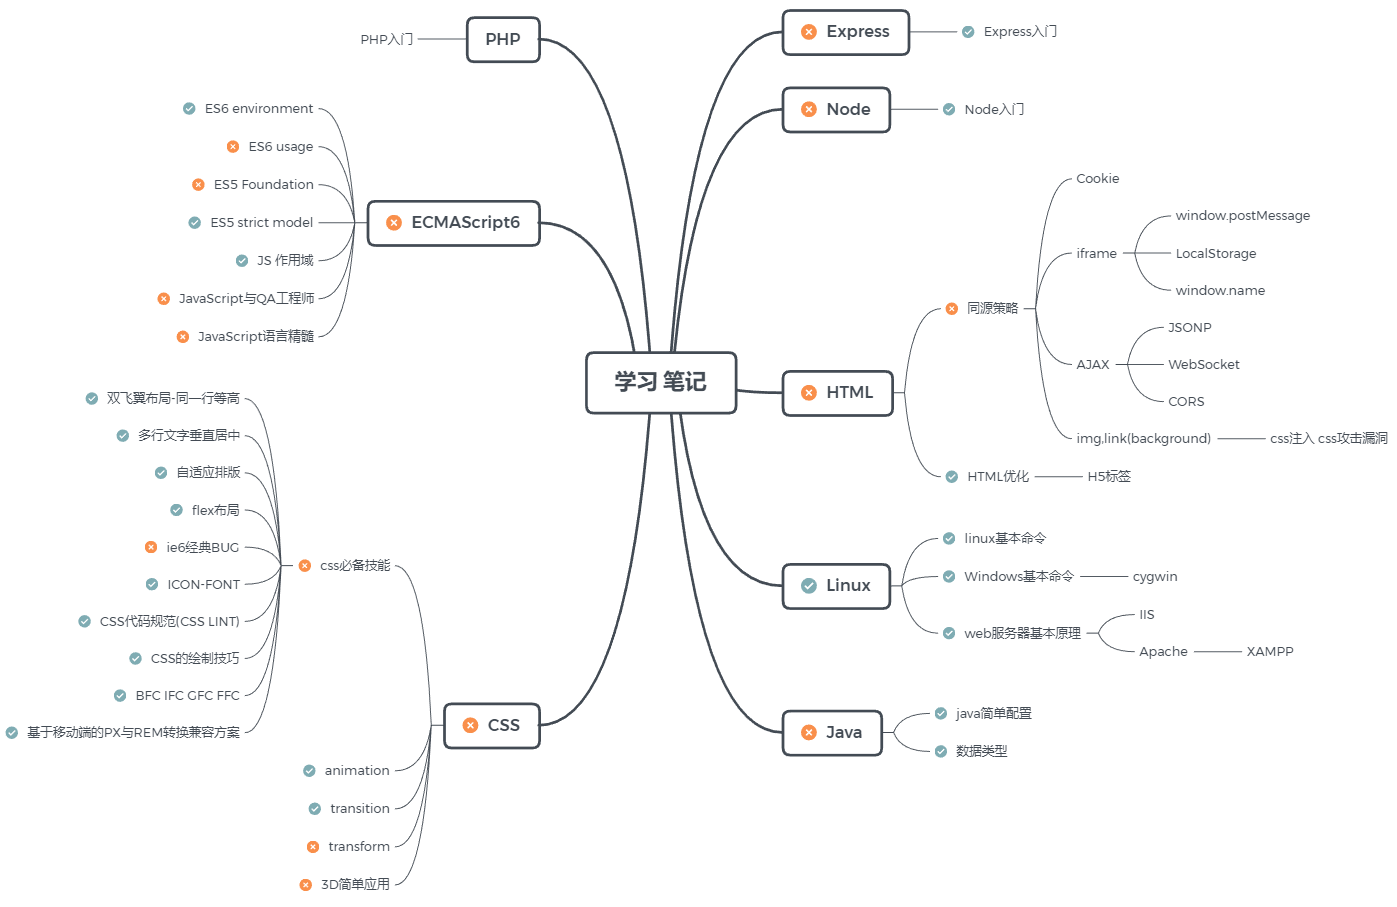 学习 笔记
Express
Express入门
Node
Node入门
HTML
同源策略
Cookie
iframe
window.postMessage
LocalStorage
window.name
AJAX
JSONP
WebSocket
CORS
img,link(background)
css注入 css攻击漏洞
HTML优化
H5标签
Linux
linux基本命令
Windows基本命令
cygwin
web服务器基本原理
IIS
Apache
XAMPP
Java
java简单配置
数据类型
PHP
PHP入门
ECMAScript6
ES6 environment
ES6 usage
ES5 Foundation
ES5 strict model
JS 作用域
JavaScript与QA工程师
JavaScript语言精髓
CSS
css必备技能
双飞翼布局-同一行等高
多行文字垂直居中
自适应排版
flex布局
ie6经典BUG
ICON-FONT
CSS代码规范(CSS LINT)
CSS的绘制技巧
BFC IFC GFC FFC
基于移动端的PX与REM转换兼容方案
animation
transition
transform
3D简单应用